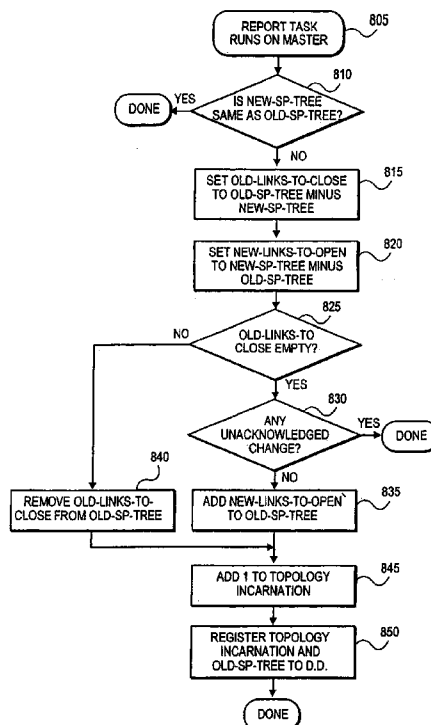 REPORT TASK
RUNS ON MASTER
805
810
YES
DONE
IS NEW-SP-TREE
SAME AS OLD-SP-TREE?
NO
815
SET OLD-LINKS-TO-CLOSE
TO OLD-SP-TREE MINUS
NEW-SP-TREE
820
SET NEW-LINKS-TO-OPEN
TO NEW-SP-TREE MINUS
OLD-SP-TREE
825
NO
OLD-LINKS-TO
CLOSE EMPTY?
YES
830
ANY
UNACKNOWLEDGED
CHANGE?
YES
DONE
NO
840
REMOVE OLD-LINKS-TO-
CLOSE FROM OLD-SP-TREE
835
ADD NEW-LINKS-TO-OPEN
TO OLD-SP-TREE
845
ADD 1 TO TOPOLOGY
INCARNATION
850
REGISTER TOPOLOGY
INCARNATION AND
OLD-SP-TREE TO D.D.
DONE